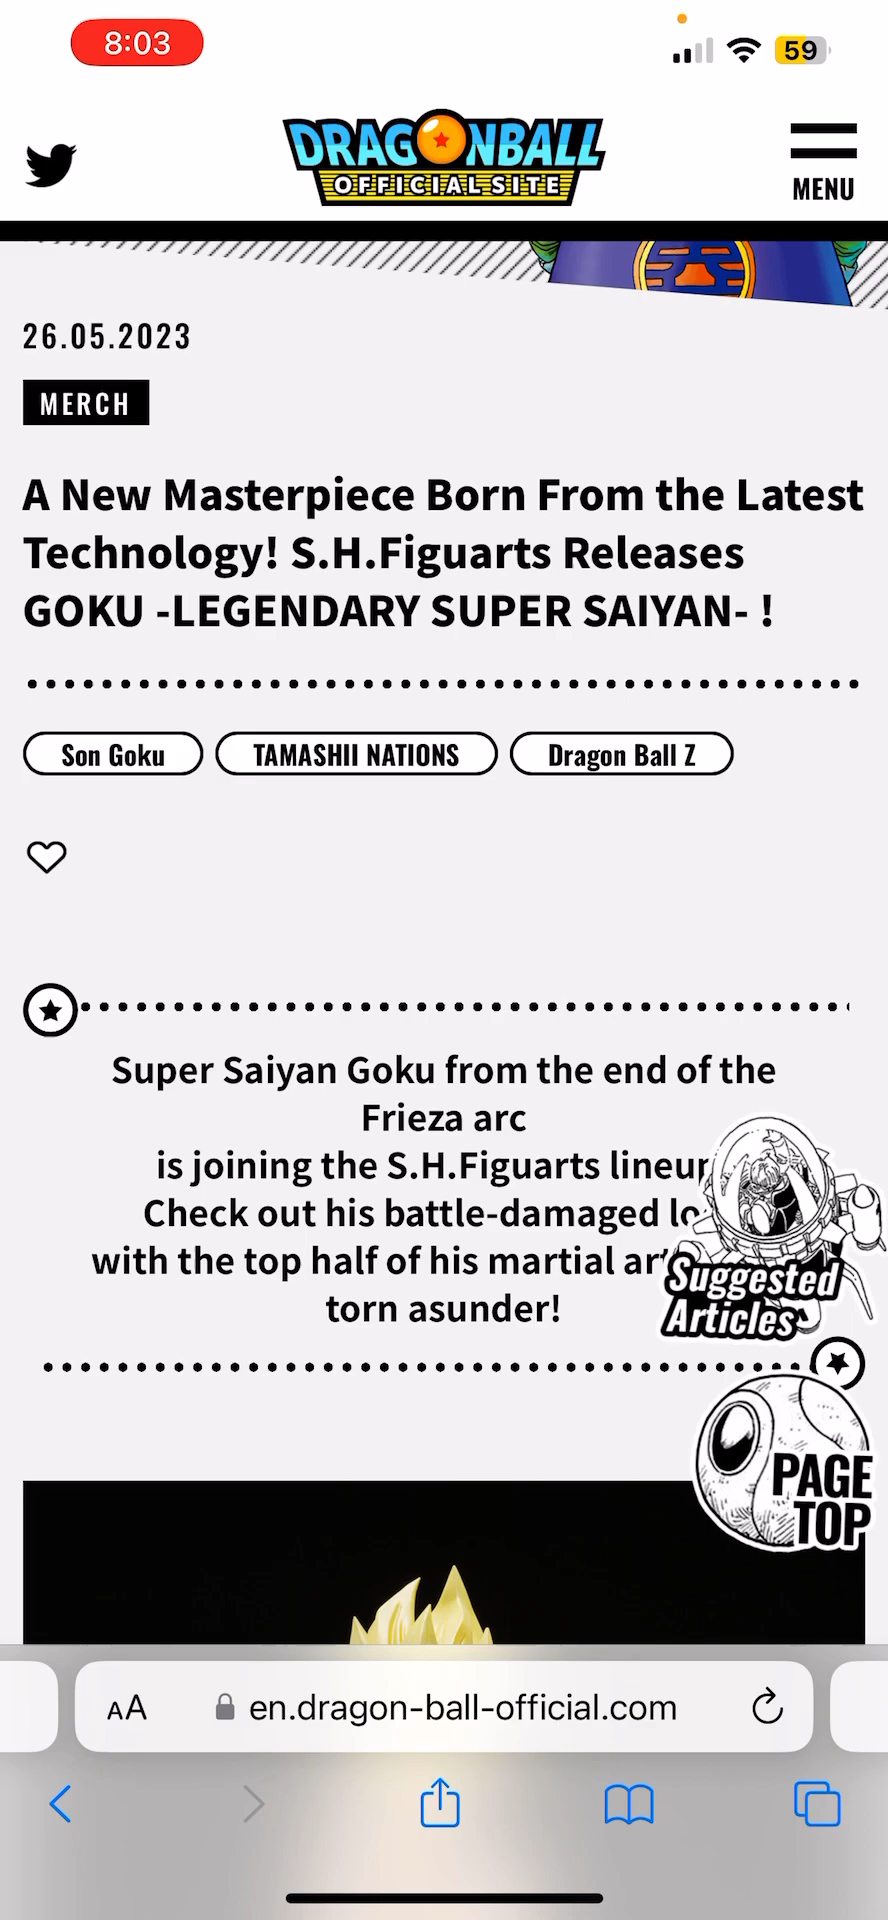 8:03
59
DRAGONBALL
OFFICIAL SITE
MENU
26.05.2023
MERCH
A New Masterpiece Born From the Latest
Technology! S.H.Figuarts Releases
GOKU -LEGENDARY SUPER SAIYAN- !
Son Goku
TAMASHII NATIONS
Dragon Ball Z
Super Saiyan Goku from the end of the
Frieza arc
is joining the S.H.Figuarts
Check out his battle-damaged
with the top half of his martial
torn asunder!
Suggested
Articles
PAGE
TOP
AA
en.dragon-ball-official.com